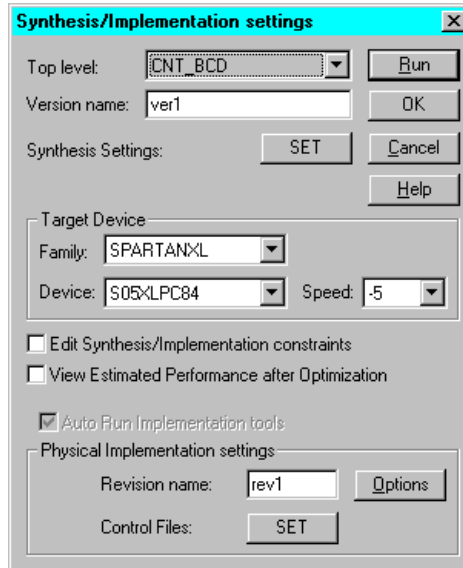 Synthesis/Implementation settings
Top level: CNT_BCD Run
Version name: ver1 OK
Synthesis Settings: SET Cancel
Help
Target Device
Family: SPARTANXL
Device: S05XLPC84 Speed: -5
Edit Synthesis/Implementation constraints
View Estimated Performance after Optimization
Auto Run Implementation tools
Physical Implementation settings
Revision name: rev1 Options
Control Files: SET